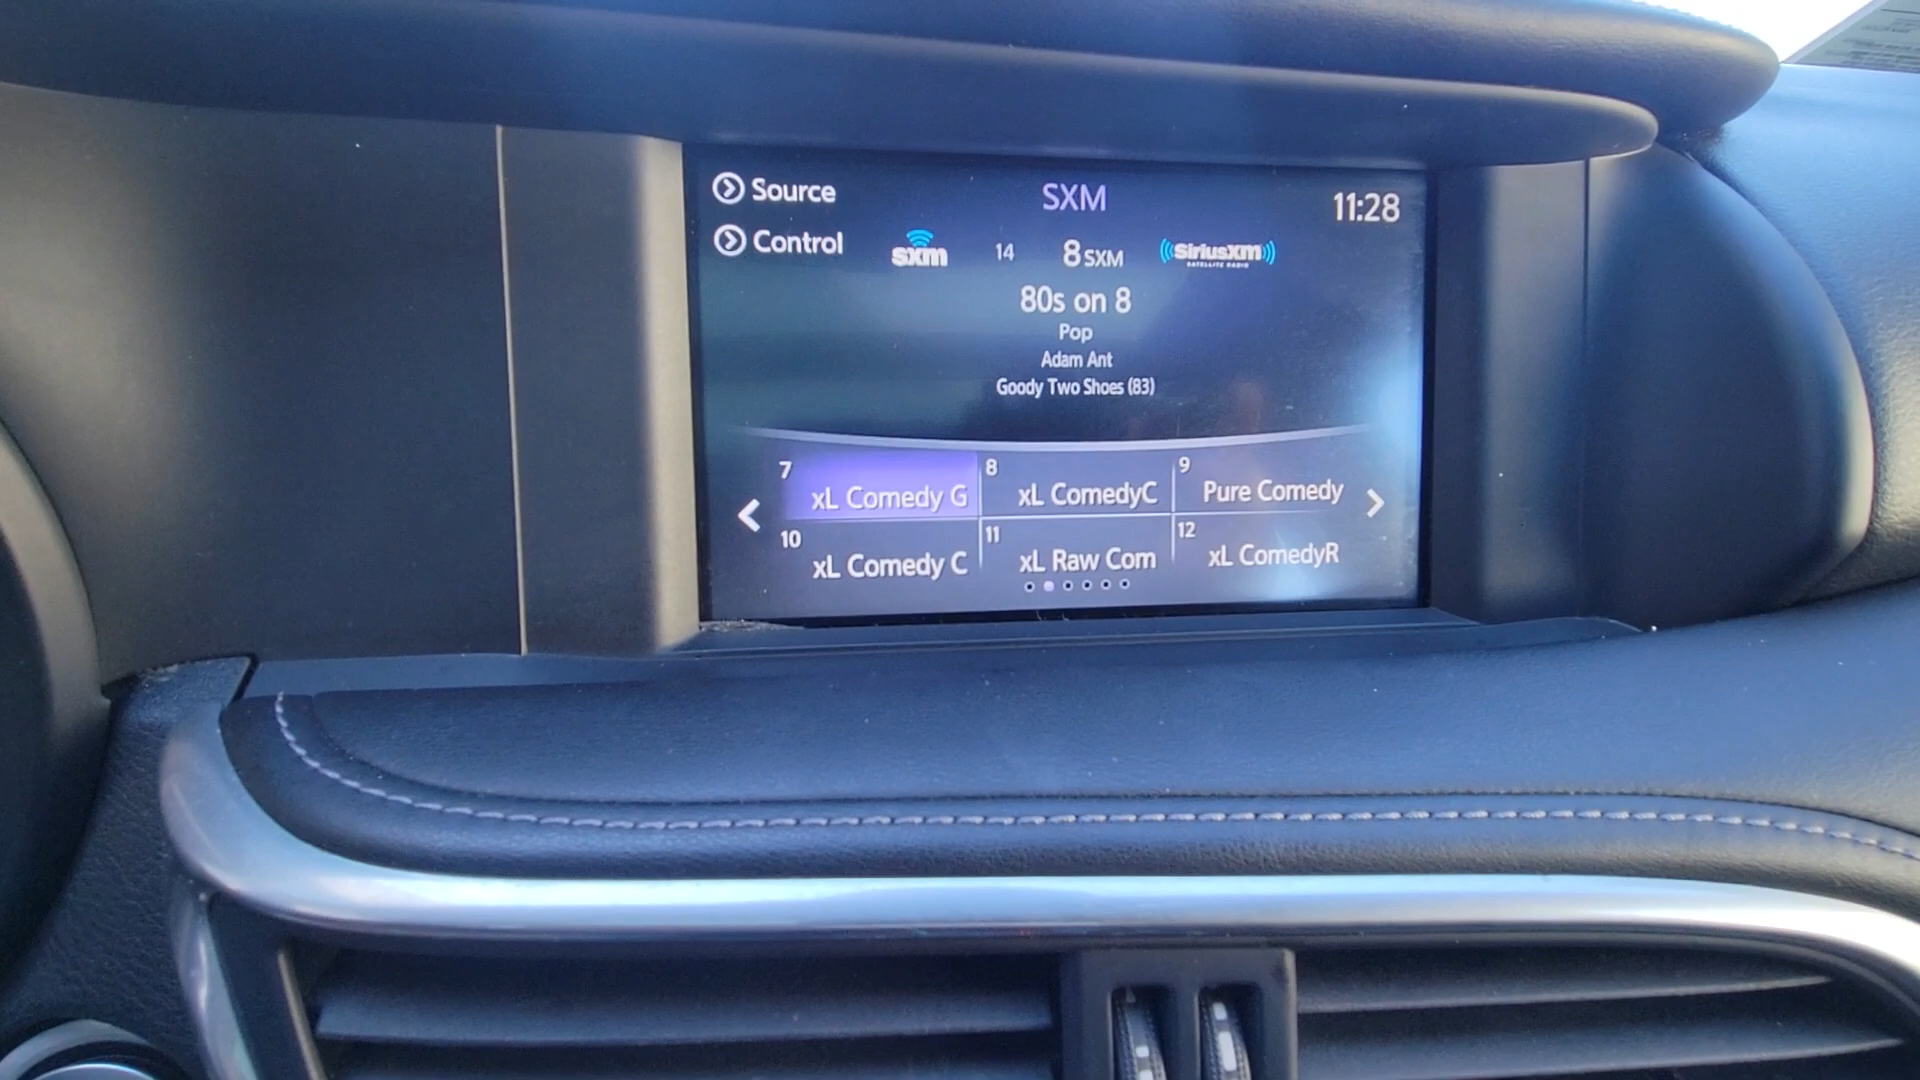 Source
SXM
11:28
Control
sxm
14
8 SXM
SiriusXM
SATELLITE RADIO
80s on 8
Pop
Adam Ant
Goody Two Shoes (83)
7 xL Comedy G
8 xL ComedyC
9 Pure Comedy
10 xL Comedy C
11 xL Raw Com
12 xL ComedyR